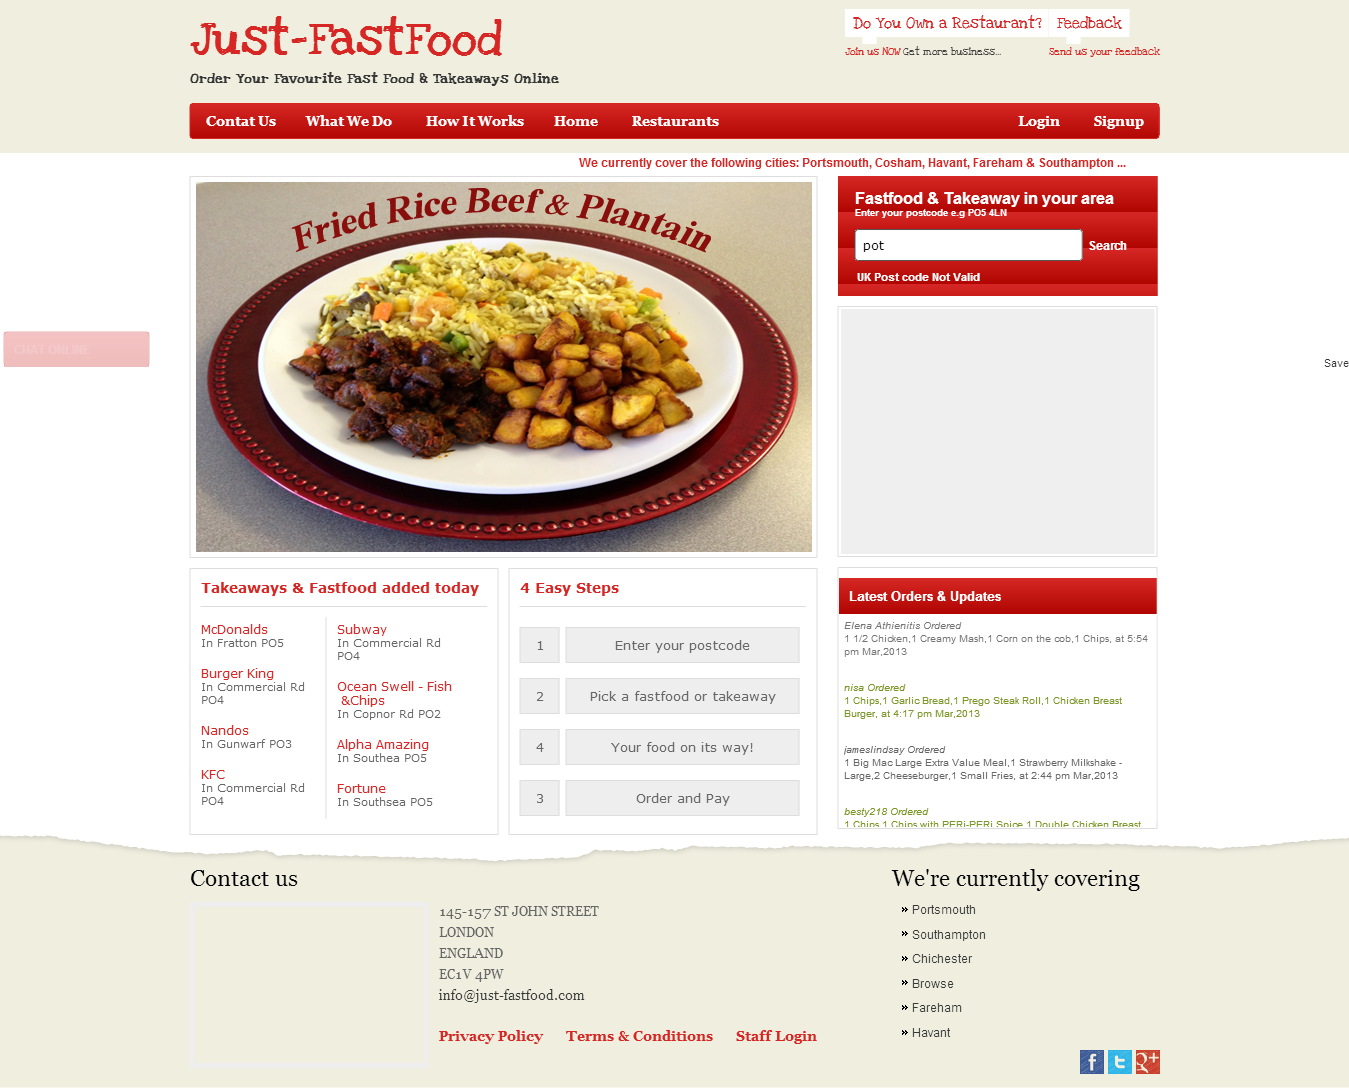 Just-FastFood
Order Your Favourite Fast Food & Takeaways Online
Do You Own a Restaurant?
Feedback
Join us NOW Get more business...
Send us your feedback
Contat Us
What We Do
How It Works
Home
Restaurants
Login
Signup
We currently cover the following cities: Portsmouth, Cosham, Havant, Fareham & Southampton ...
Fried Rice Beef & Plantain
Fastfood & Takeaway in your area
Enter your postcode e.g PO5 4LN
pot
Search
UK Post code Not Valid
CHAT ONLINE
Save
Takeaways & Fastfood added today
McDonalds
In Fratton PO5
Burger King
In Commercial Rd
PO4
Nandos
In Gunwarf PO3
KFC
In Commercial Rd
PO4
Subway
In Commercial Rd
PO4
Ocean Swell - Fish
&Chips
In Copnor Rd PO2
Alpha Amazing
In Southea PO5
Fortune
In Southsea PO5
4 Easy Steps
1
Enter your postcode
2
Pick a fastfood or takeaway
4
Your food on its way!
3
Order and Pay
Latest Orders & Updates
Elena Athienitis Ordered
1 1/2 Chicken,1 Creamy Mash,1 Corn on the cob,1 Chips, at 5:54
pm Mar,2013
nisa Ordered
1 Chips,1 Garlic Bread,1 Prego Steak Roll,1 Chicken Breast
Burger, at 4:17 pm Mar,2013
jameslindsay Ordered
1 Big Mac Large Extra Value Meal,1 Strawberry Milkshake -
Large,2 Cheeseburger,1 Small Fries, at 2:44 pm Mar,2013
besty218 Ordered
1 Chips,1 Chips with PERi-PERi Spice,1 Double Chicken Breast
Contact us
145-157 ST JOHN STREET
LONDON
ENGLAND
EC1V 4PW
info@just-fastfood.com
Privacy Policy
Terms & Conditions
Staff Login
We're currently covering
Portsmouth
Southampton
Chichester
Browse
Fareham
Havant